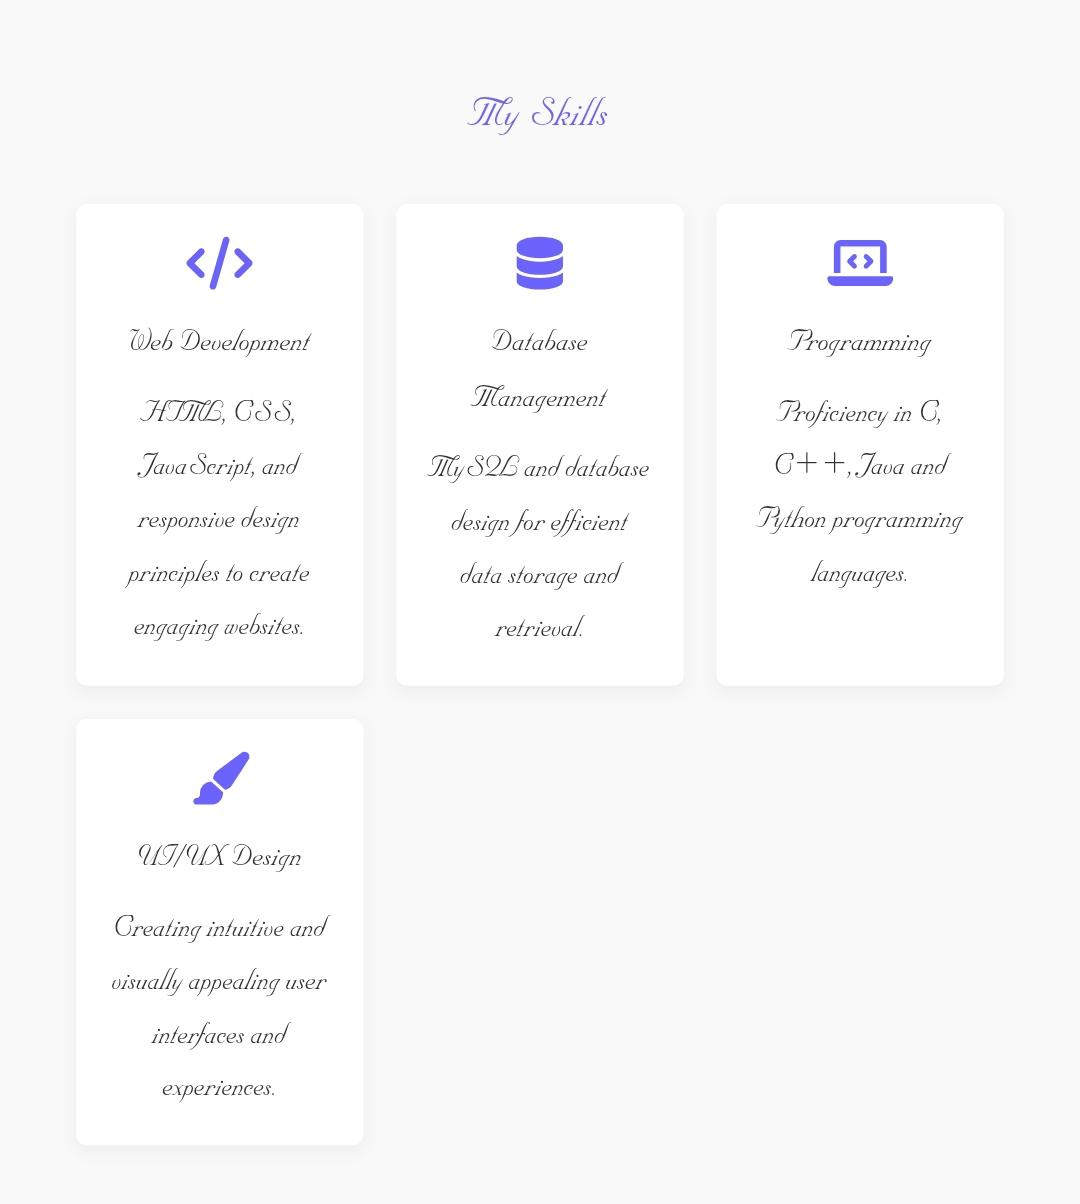 My Skills
Web Development
HTML, CSS,
JavaScript, and
responsive design
principles to create
engaging websites.
Database
Management
MySQL and database
design for efficient
data storage and
retrieval.
Programming
Proficiency in C,
C++,Java and
Python programming
languages.
UI/UX Design
Creating intuitive and
visually appealing user
interfaces and
experiences.